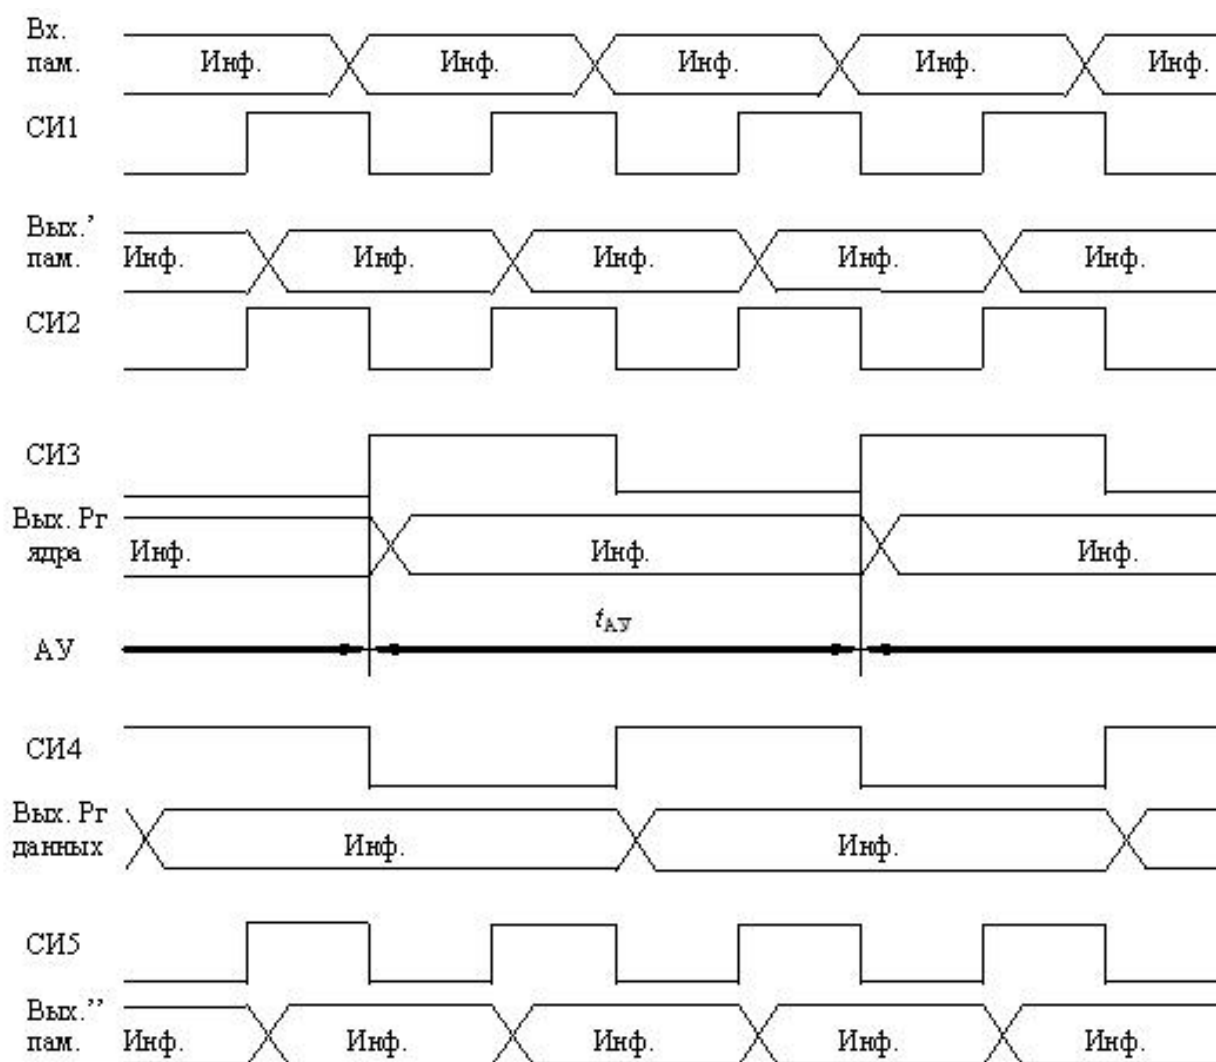 Вх.
пам.
Инф. Инф. Инф. Инф. Инф.
СИ1
Вых.’
пам.
Инф. Инф. Инф. Инф. Инф.
СИ2
СИ3
Вых. Рг
ядра
Инф. Инф. Инф.
tАУ
АУ
СИ4
Вых. Рг
данных
Инф. Инф.
СИ5
Вых.’’
пам.
Инф. Инф. Инф. Инф. Инф.